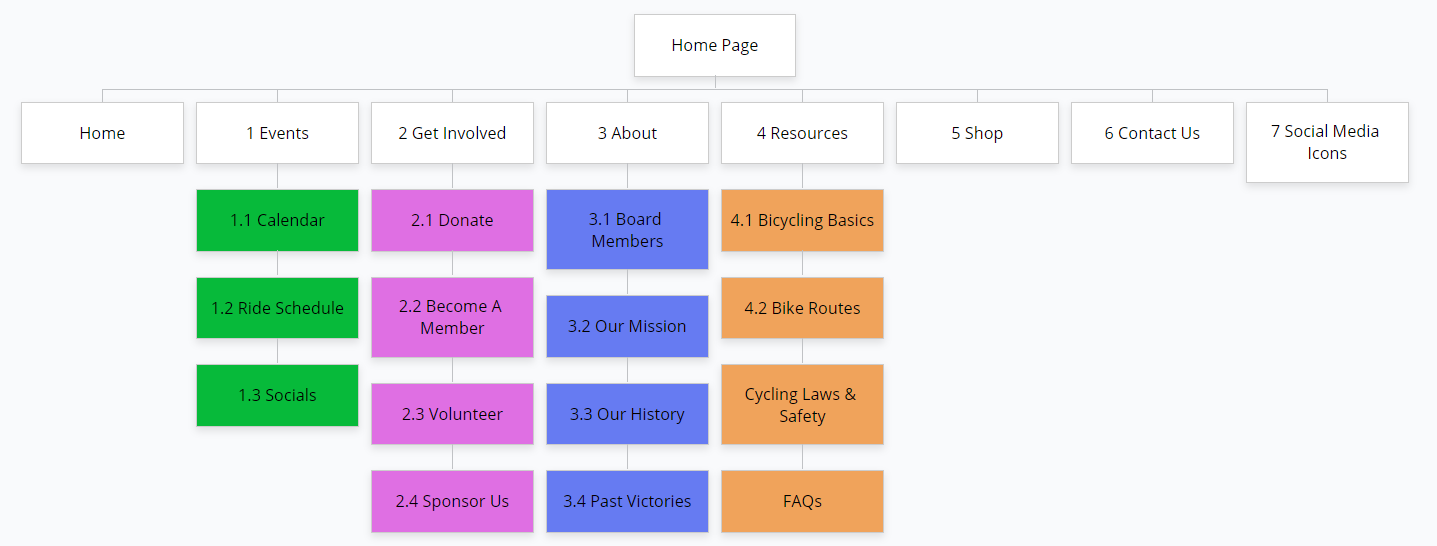 Home Page
Home
1 Events
2 Get Involved
3 About
4 Resources
5 Shop
6 Contact Us
7 Social Media
Icons
1.1 Calendar
1.2 Ride Schedule
1.3 Socials
2.1 Donate
2.2 Become A
Member
2.3 Volunteer
2.4 Sponsor Us
3.1 Board
Members
3.2 Our Mission
3.3 Our History
3.4 Past Victories
4.1 Bicycling Basics
4.2 Bike Routes
Cycling Laws &
Safety
FAQs